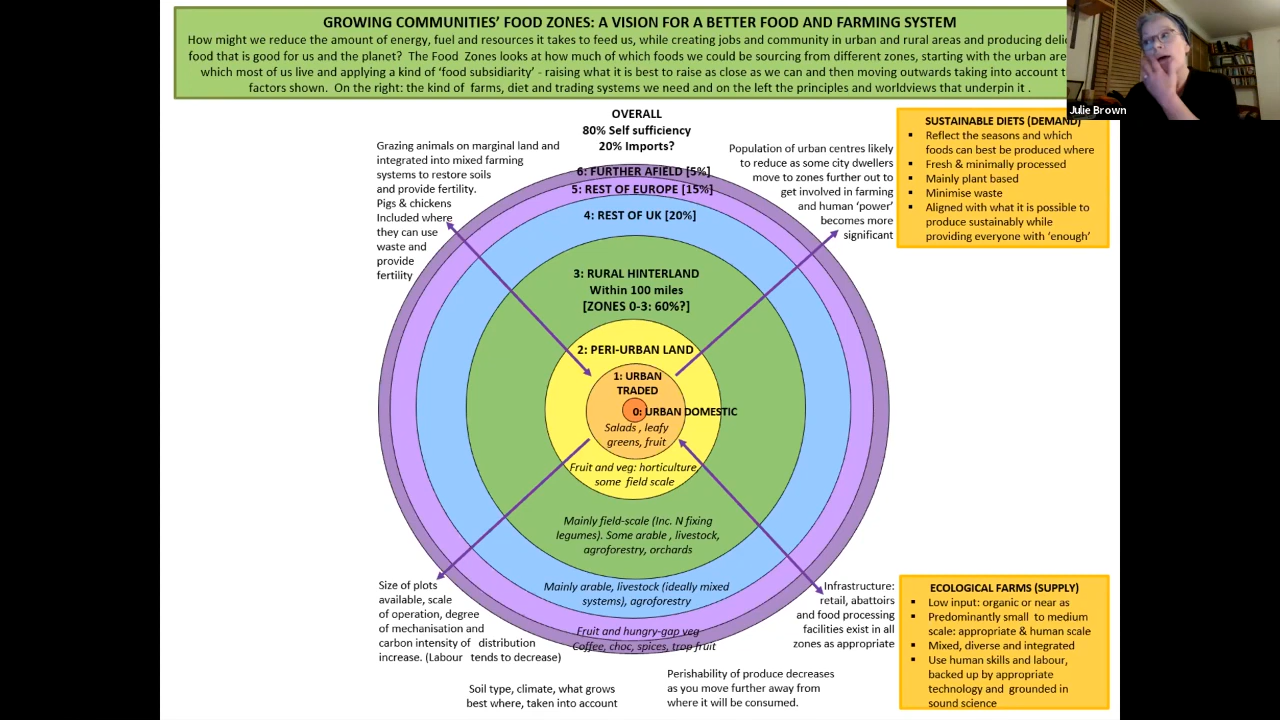 GROWING COMMUNITIES' FOOD ZONES: A VISION FOR A BETTER FOOD AND FARMING SYSTEM
How might we reduce the amount of energy, fuel and resources it takes to feed us, while creating jobs and community in urban and rural areas and producing
food that is good for us and the planet? The Food Zones looks at how much of which foods we could be sourcing from different zones, starting with the urban
which most of us live and applying a kind of 'food subsidiarity' - raising what it is best to raise as close as we can and then moving outwards taking into account
factors shown. On the right: the kind of farms, diet and trading systems we need and on the left the principles and worldviews that underpin it .
Julie Brown
OVERALL
80% Self sufficiency
20% Imports?
Grazing animals on marginal land and
integrated into mixed farming
systems to restore soils
and provide fertility.
Pigs & chickens
Included where
they can use
waste and
provide
fertility
Population of urban centres likely
to reduce as some city dwellers
move to zones further out to
get involved in farming
and human 'power'
becomes more
significant
SUSTAINABLE DIETS (DEMAND)
▪ Reflect the seasons and which
foods can best be produced where
▪ Fresh & minimally processed
▪ Mainly plant based
▪ Minimise waste
▪ Aligned with what it is possible to
produce sustainably while
providing everyone with 'enough'
6: FURTHER AFIELD [5%]
5: REST OF EUROPE [15%]
4: REST OF UK [20%]
3: RURAL HINTERLAND
Within 100 miles
[ZONES 0-3: 60%?]
2: PERI-URBAN LAND
1: URBAN
TRADED
0: URBAN DOMESTIC
Salads , leafy
greens, fruit
Fruit and veg: horticulture,
some field scale
Mainly field-scale (Inc. N fixing
legumes). Some arable , livestock,
agroforestry, orchards
Mainly arable, livestock (ideally mixed
systems), agroforestry
Fruit and hungry-gap veg
Coffee, choc, spices, trop fruit
Size of plots
available, scale
of operation, degree
of mechanisation and
carbon intensity of distribution
increase. (Labour tends to decrease)
Infrastructure:
retail, abattoirs
and food processing
facilities exist in all
zones as appropriate
ECOLOGICAL FARMS (SUPPLY)
▪ Low input: organic or near as
▪ Predominantly small to medium
scale: appropriate & human scale
▪ Mixed, diverse and integrated
▪ Use human skills and labour,
backed up by appropriate
technology and grounded in
sound science
Soil type, climate, what grows
best where, taken into account
Perishability of produce decreases
as you move further away from
where it will be consumed.